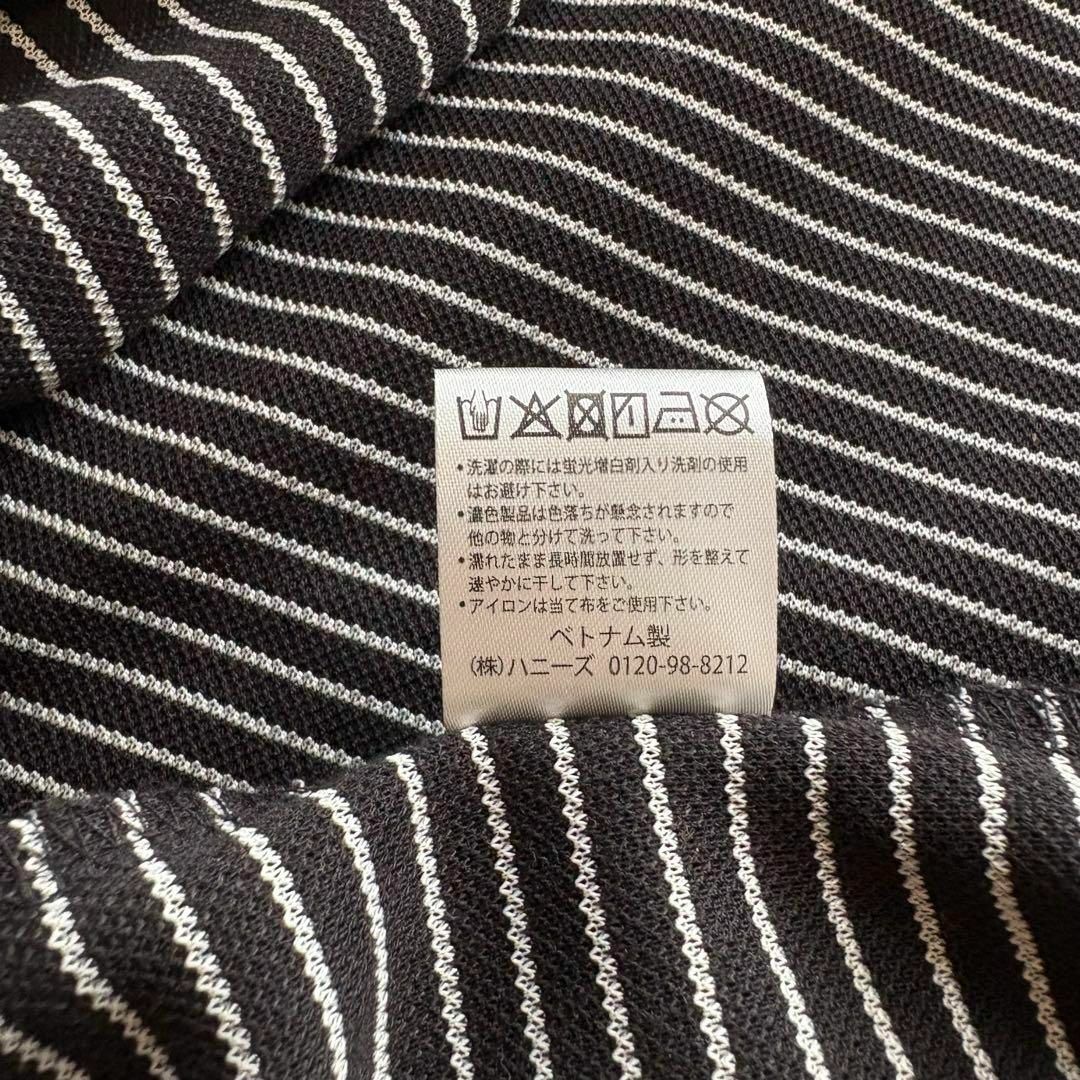 •洗濯の際には蛍光増白剤入り洗剤の使用
はお避け下さい。
•濃色製品は色落ちが懸念されますので
他の物と分けて洗って下さい。
•濡れたまま長時間放置せず、形を整えて
速やかに干して下さい。
•アイロンは当て布をご使用下さい。
ベトナム製
(株)ハニーズ 0120-98-8212